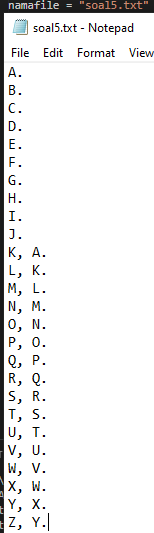 namafile = "soal5.txt"
soal5.txt - Notepad
File Edit Format View
A.
B.
C.
D.
E.
F.
G.
H.
I.
J.
K, A.
L, K.
M, L.
N, M.
O, N.
P, O.
Q, P.
R, Q.
S, R.
T, S.
U, T.
V, U.
W, V.
X, W.
Y, X.
Z, Y.